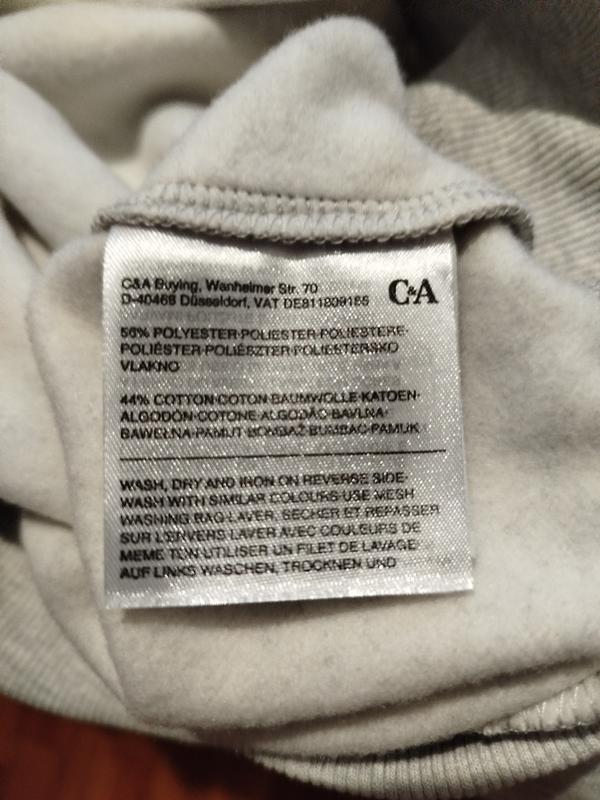 C&A Buying, Wanheimer Str. 70
D-40468 Düsseldorf, VAT DE811809155
C&A
56% POLYESTER·POLIESTER·POLIESTERE·
POLIÉSTER·POLIÉSZTER·POLIESTERSKO
VLAKNO
44% COTTON·COTON·BAUMWOLLE·KATOEN·
ALGODÓN·COTONE·ALGODÃO·BAVLNA·
BAWEŁNA·PAMUT·BOMBAŽ·BUMBAC·PAMUK
WASH, DRY AND IRON ON REVERSE SIDE·
WASH WITH SIMILAR COLOURS·USE MESH
WASHING BAG·LAVER, SECHER ET REPASSER
SUR L'ENVERS·LAVER AVEC COULEURS DE
MEME TON·UTILISER UN FILET DE LAVAGE·
AUF LINKS WASCHEN, TROCKNEN UND